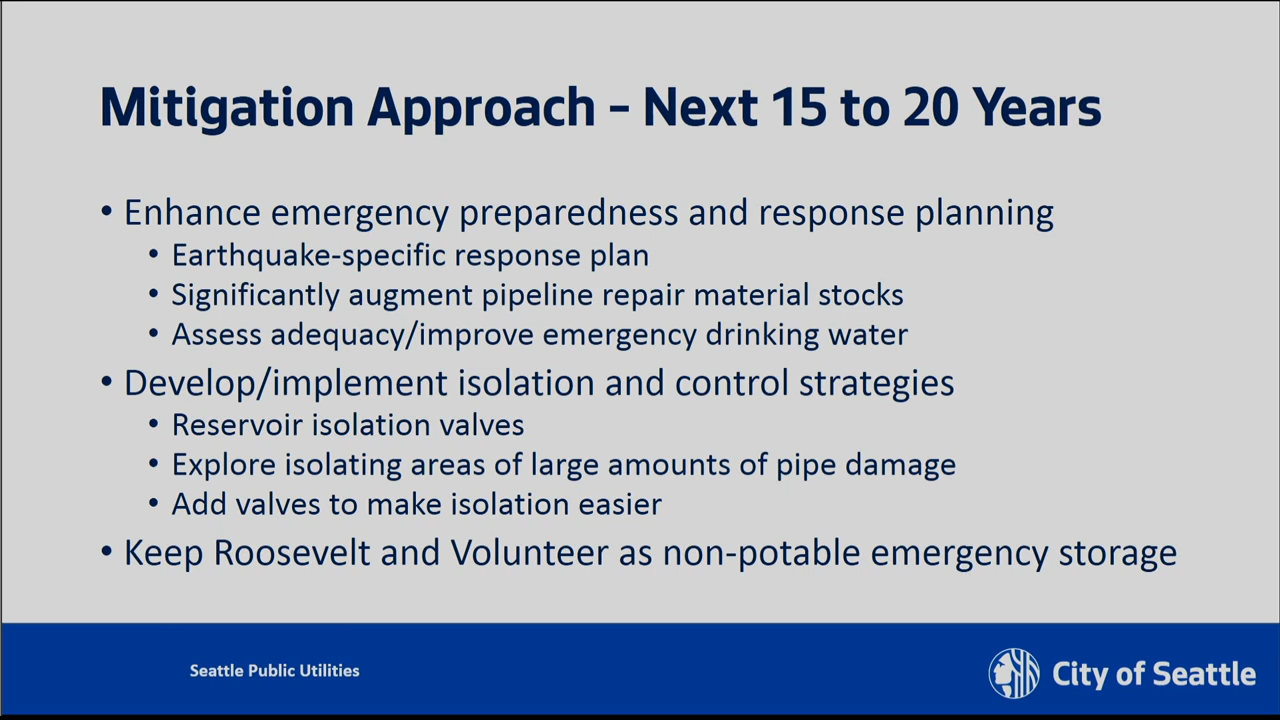 Mitigation Approach – Next 15 to 20 Years
• Enhance emergency preparedness and response planning
• Earthquake-specific response plan
• Significantly augment pipeline repair material stocks
• Assess adequacy/improve emergency drinking water
• Develop/implement isolation and control strategies
• Reservoir isolation valves
• Explore isolating areas of large amounts of pipe damage
• Add valves to make isolation easier
• Keep Roosevelt and Volunteer as non-potable emergency storage
Seattle Public Utilities
City of Seattle